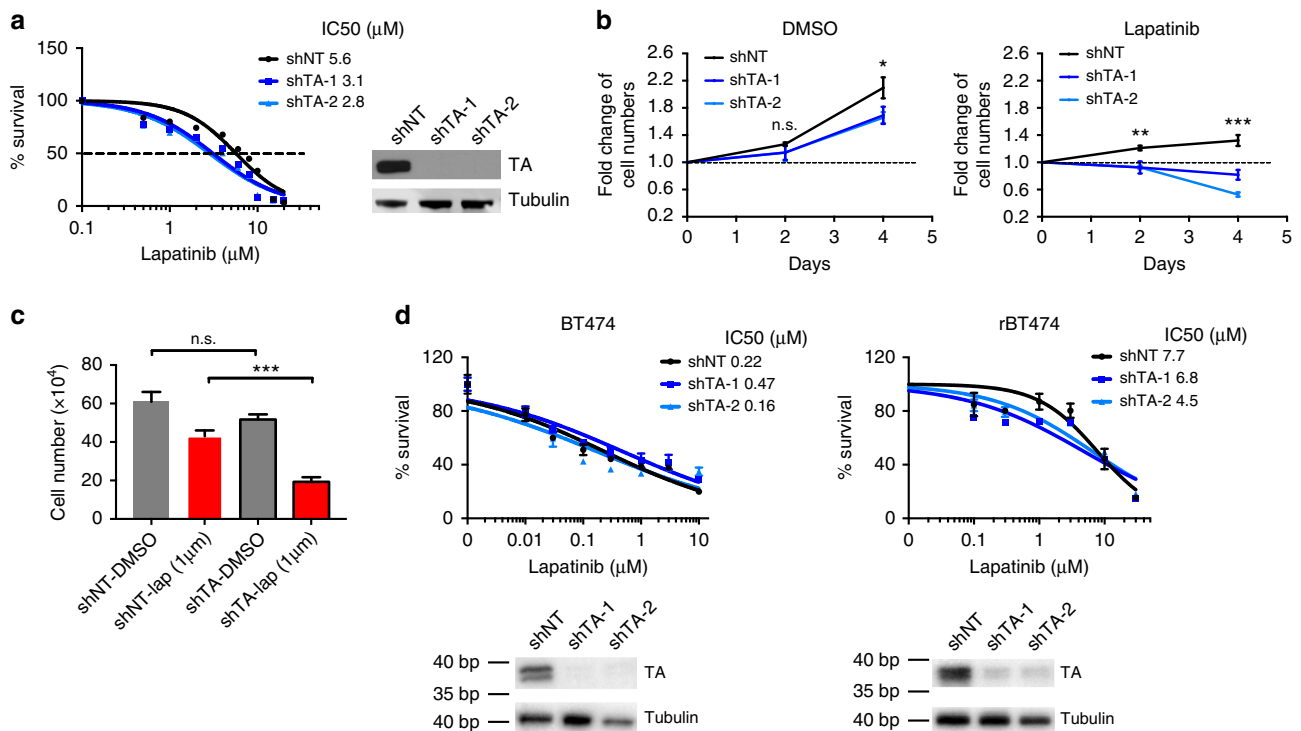 a
IC50 (μM)
shNT 5.6
shTA-1 3.1
shTA-2 2.8
% survival
150
100
50
0
0.1
1
10
Lapatinib (μM)
shNT
shTA-1
shTA-2
TA
Tubulin
b
DMSO
shNT
shTA-1
shTA-2
Fold change of
cell numbers
2.6
2.2
1.8
1.4
1.0
0.6
0.2
n.s.
*
0 1 2 3 4 5
Days
Lapatinib
shNT
shTA-1
shTA-2
Fold change of
cell numbers
2.6
2.2
1.8
1.4
1.0
0.6
0.2
**
***
0 1 2 3 4 5
Days
c
n.s.
***
Cell number (×10⁴)
80
60
40
20
0
shNT-DMSO
shNT-lap (1μm)
shTA-DMSO
shTA-lap (1μm)
d
BT474
IC50 (μM)
shNT 0.22
shTA-1 0.47
shTA-2 0.16
% survival
120
80
40
0
0
0.01
0.1
1
10
Lapatinib (μM)
shNT
shTA-1
shTA-2
40 bp
35 bp
40 bp
TA
Tubulin
rBT474
IC50 (μM)
shNT 7.7
shTA-1 6.8
shTA-2 4.5
% survival
120
80
40
0
0
0.1
1
10
Lapatinib (μM)
shNT
shTA-1
shTA-2
40 bp
35 bp
40 bp
TA
Tubulin